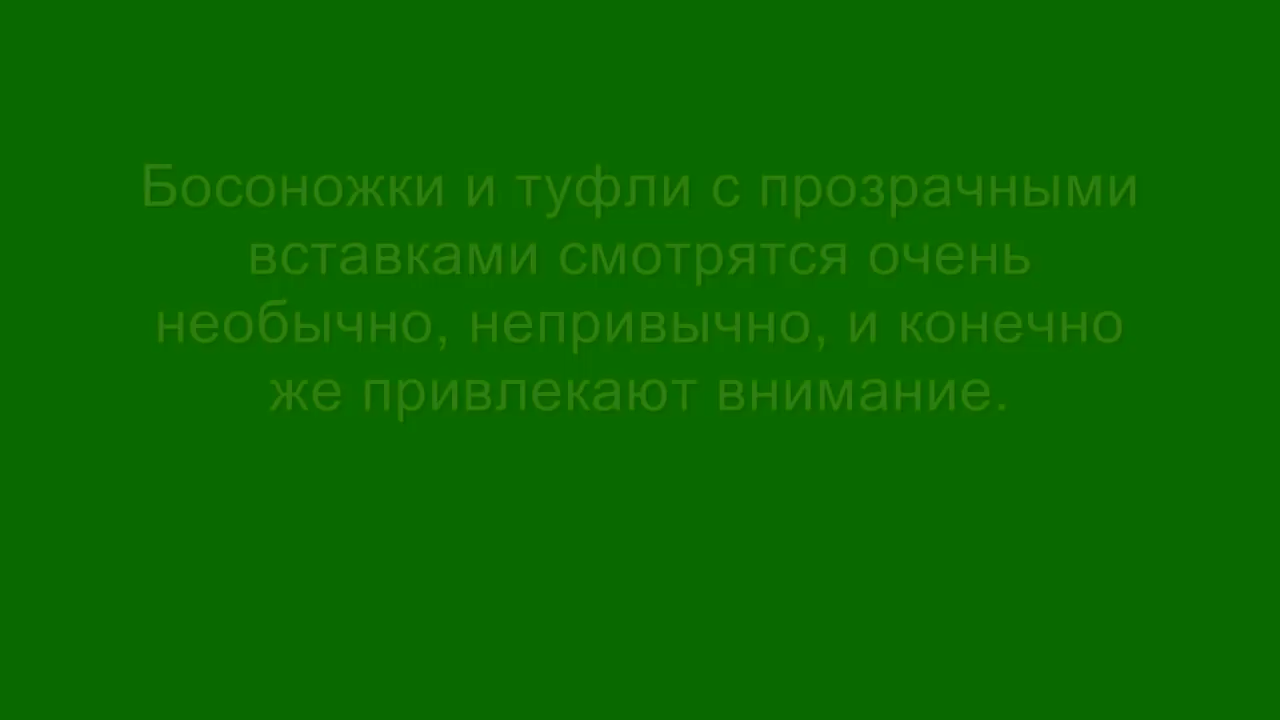 Босоножки и туфли с прозрачными
вставками смотрятся очень
необычно, непривычно, и конечно
же привлекают внимание.